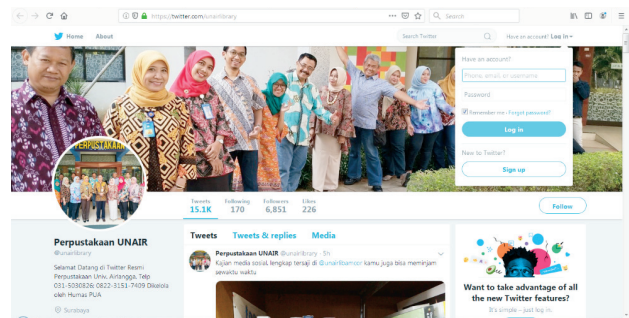 https://twitter.com/unairlibrary
Search
Home About
Search Twitter
Have an account? Log in
Have an account?
Phone, email or username
Password
Remember me · Forgot password?
Log in
New to Twitter?
Sign up
PERPUSTAKAAN
Tweets Following Followers Likes
15.1K 170 6,851 226
Follow
Perpustakaan UNAIR
@unairlibrary
Selamat Datang di Twitter Resmi
Perpustakaan Univ. Airlangga, Telp
031-5030826; 0822-3151-7409 Dikelola
oleh Humas PUA
Surabaya
Tweets Tweets & replies Media
Perpustakaan UNAIR @unairlibrary · 5h
Kajian media sosial, lengkap tersaji di @unairlibamsor kamu juga bisa meminjam
sewaktu waktu
Want to take advantage of all
the new Twitter features?
It's simple – just log in.